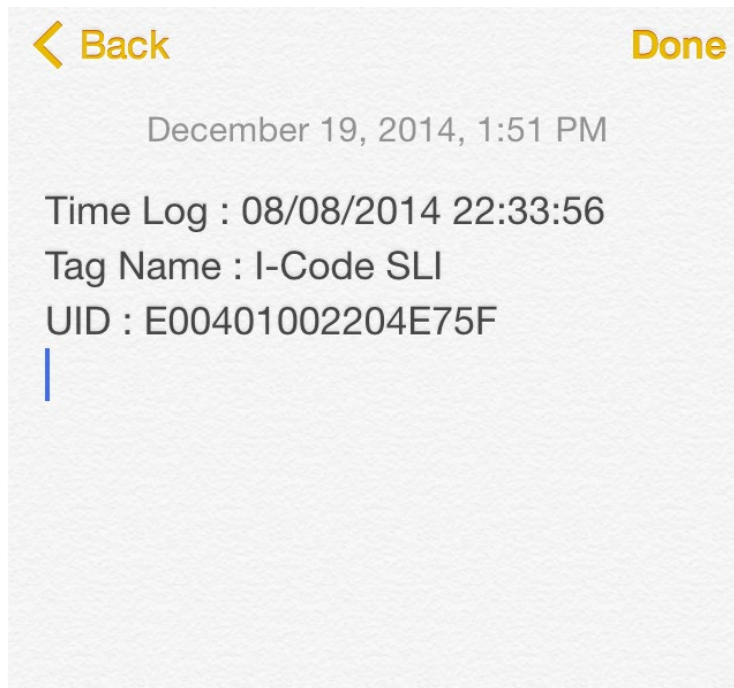 Back
Done
December 19, 2014, 1:51 PM
Time Log : 08/08/2014 22:33:56
Tag Name : I-Code SLI
UID : E00401002204E75F